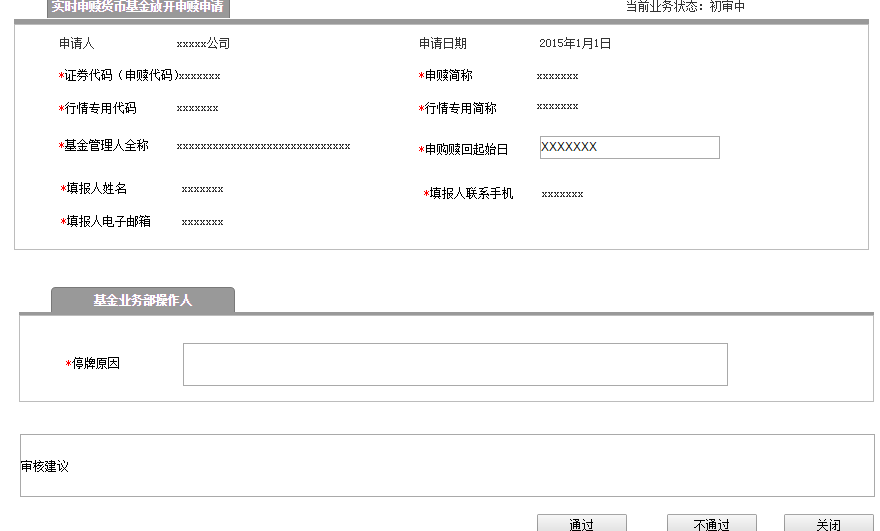 实时申赎货币基金放开申赎申请 当前业务状态：初审中
申请人 xxxxx公司 申请日期 2015年1月1日
*证券代码（申赎代码）xxxxxxx *申赎简称 xxxxxxx
*行情专用代码 xxxxxxx *行情专用简称 xxxxxxx
*基金管理人全称 xxxxxxxxxxxxxxxxxxxxxxxxxxxxx *申购赎回起始日 XXXXXXX
*填报人姓名 xxxxxxx *填报人联系手机 xxxxxxx
*填报人电子邮箱 xxxxxxx
基金业务部操作人
*停牌原因
审核建议
通过 不通过 关闭